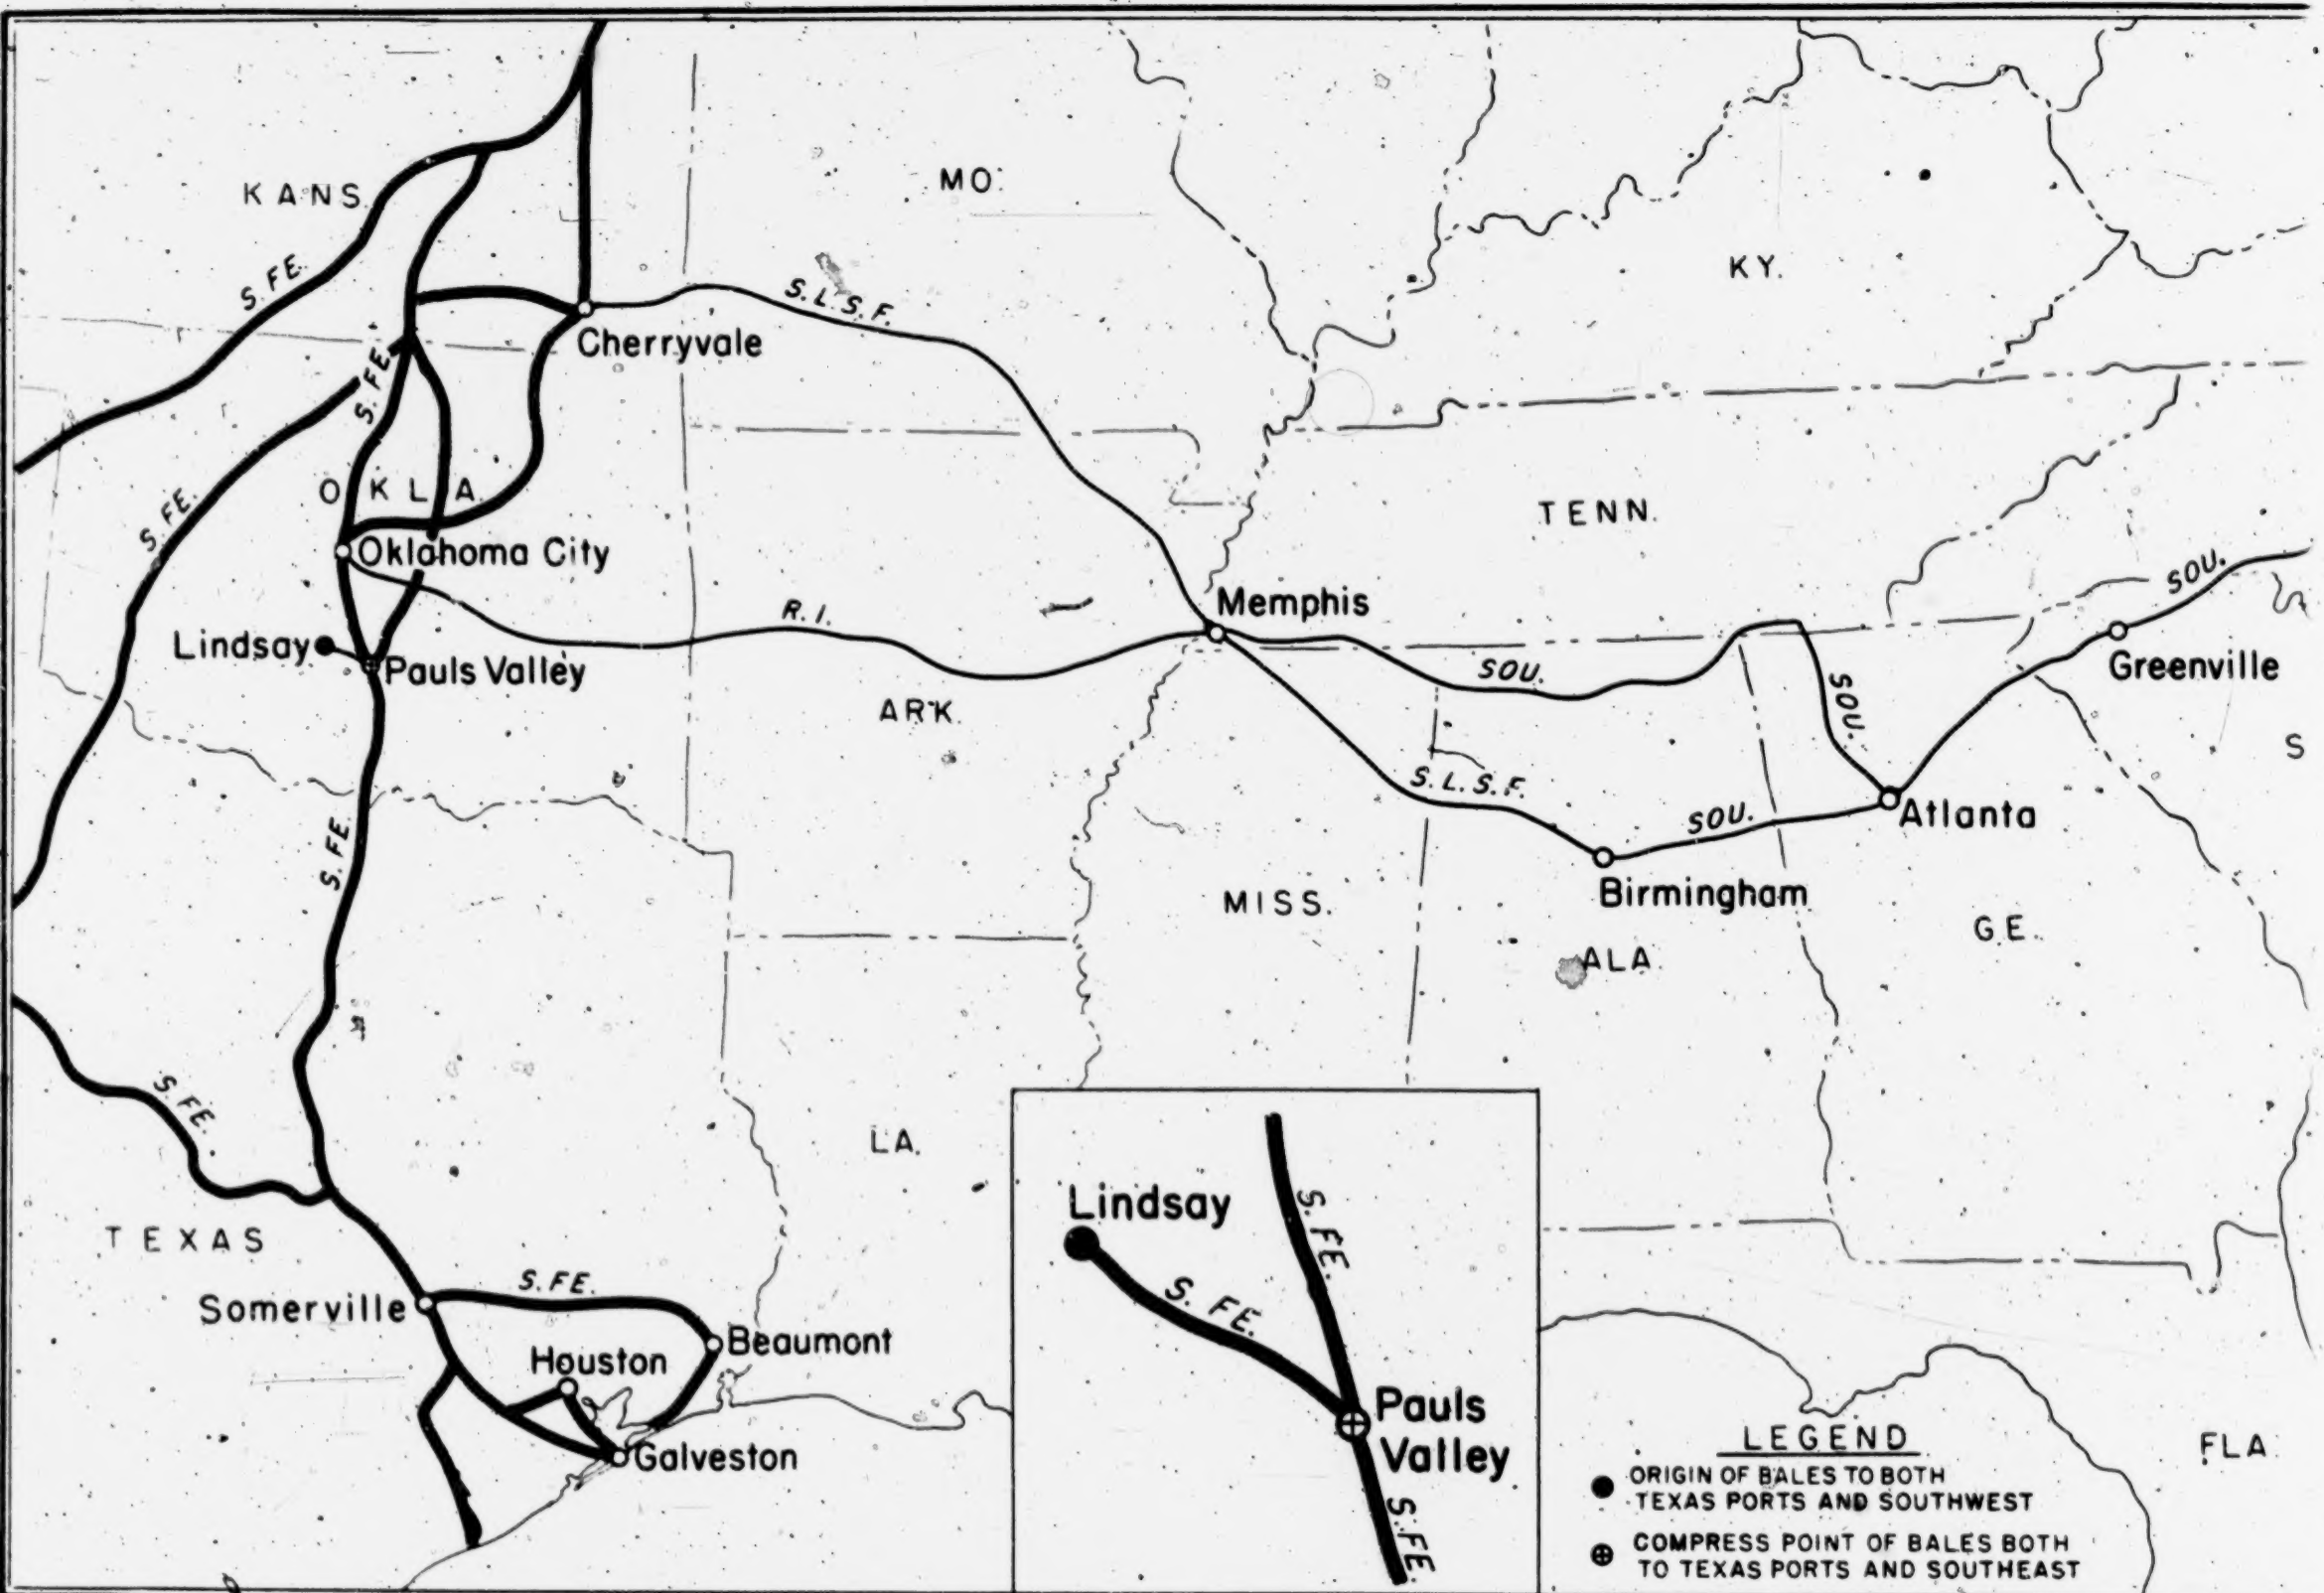 KANS.
MO.
KY.
S. FE.
S.L.S.F.
Cherryvale
S. FE.
S. FE.
OKLA.
TENN.
Oklahoma City
SOU.
Memphis
R. I.
Lindsay
Pauls Valley
SOU.
SOU.
Greenville
ARK.
S
S.L.S.F.
SOU.
Atlanta
S. FE.
Birmingham
MISS.
G.E.
ALA.
S. FE.
LA.
TEXAS
Somerville
S. FE.
Beaumont
Houston
Galveston
Lindsay
S. FE.
S. FE.
Pauls
Valley
S. FE.
LEGEND
ORIGIN OF BALES TO BOTH
TEXAS PORTS AND SOUTHWEST
COMPRESS POINT OF BALES BOTH
TO TEXAS PORTS AND SOUTHEAST
FLA.